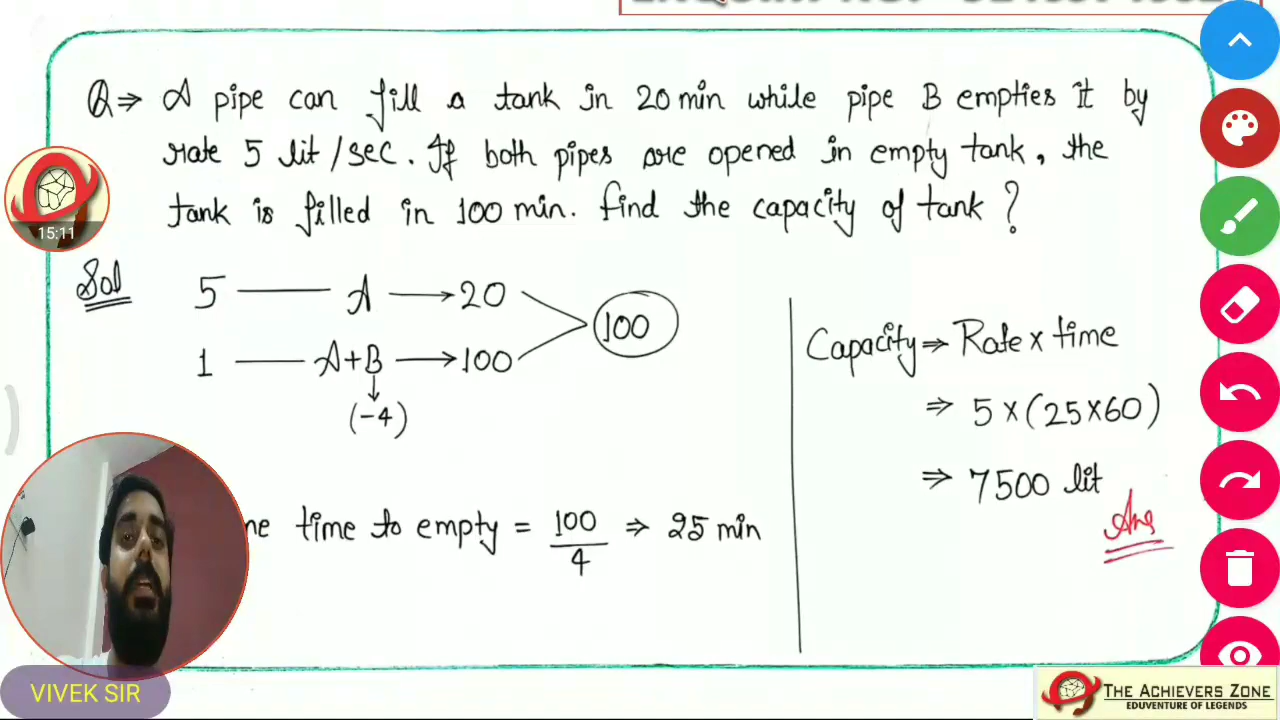 Q⇒ A pipe can fill a tank in 20 min while pipe B empties it by
rate 5 lit/sec. If both pipes are opened in empty tank, the
tank is filled in 100 min. find the capacity of tank?
15:11
Sol
5 —— A → 20
100
1 —— A+B → 100
(-4)
time to empty = 100/4 ⇒ 25 min
Capacity ⇒ Rate x time
⇒ 5 x (25x60)
⇒ 7500 lit
Ans
VIVEK SIR
THE ACHIEVERS ZONE
EDUVENTURE OF LEGENDS